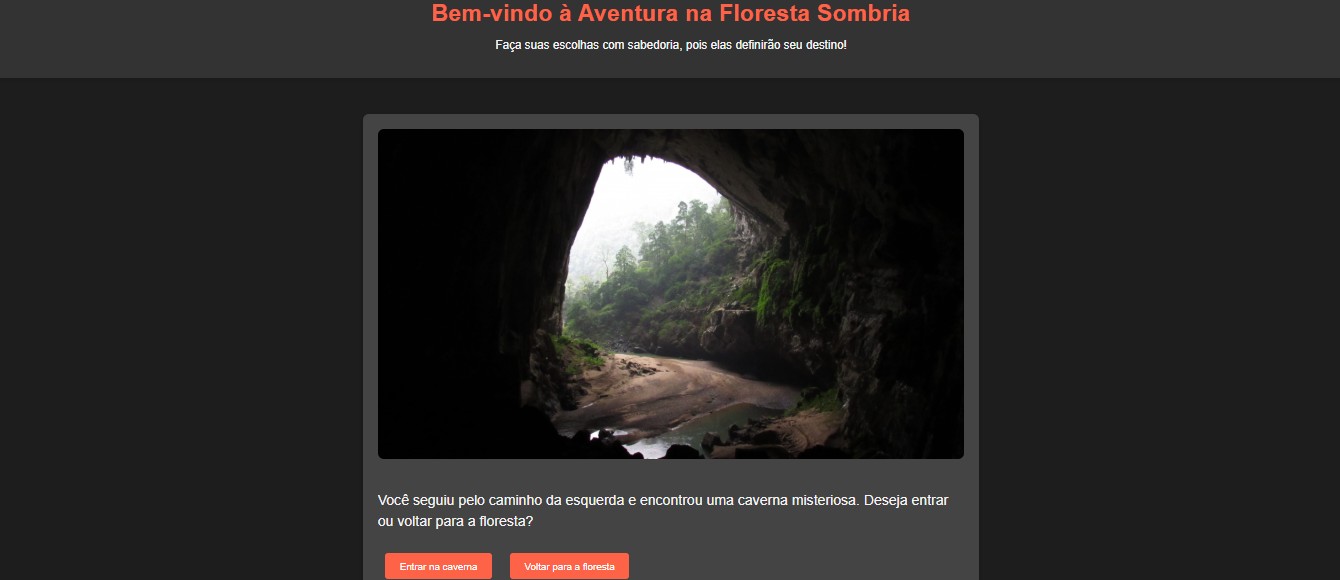 Bem-vindo à Aventura na Floresta Sombria
Faça suas escolhas com sabedoria, pois elas definirão seu destino!
Você seguiu pelo caminho da esquerda e encontrou uma caverna misteriosa. Deseja entrar
ou voltar para a floresta?
Entrar na caverna
Voltar para a floresta